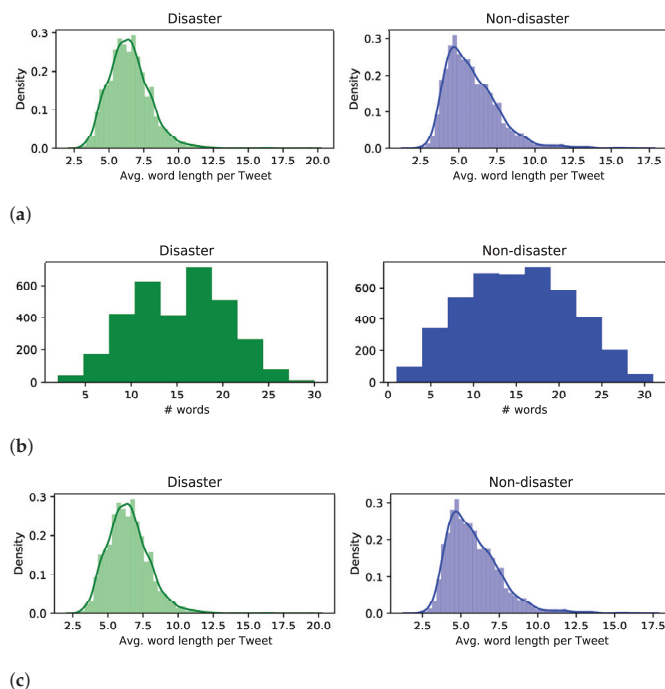 Disaster Non-disaster
0.3 0.3
0.2 0.2
0.1 0.1
0.0 0.0
Density Density
2.5 5.0 7.5 10.0 12.5 15.0 17.5 20.0 2.5 5.0 7.5 10.0 12.5 15.0 17.5
Avg. word length per Tweet Avg. word length per Tweet
(a)
Disaster Non-disaster
600 600
400 400
200 200
0 0
5 10 15 20 25 30 0 5 10 15 20 25 30
# words # words
(b)
Disaster Non-disaster
0.3 0.3
0.2 0.2
0.1 0.1
0.0 0.0
Density Density
2.5 5.0 7.5 10.0 12.5 15.0 17.5 20.0 2.5 5.0 7.5 10.0 12.5 15.0 17.5
Avg. word length per Tweet Avg. word length per Tweet
(c)